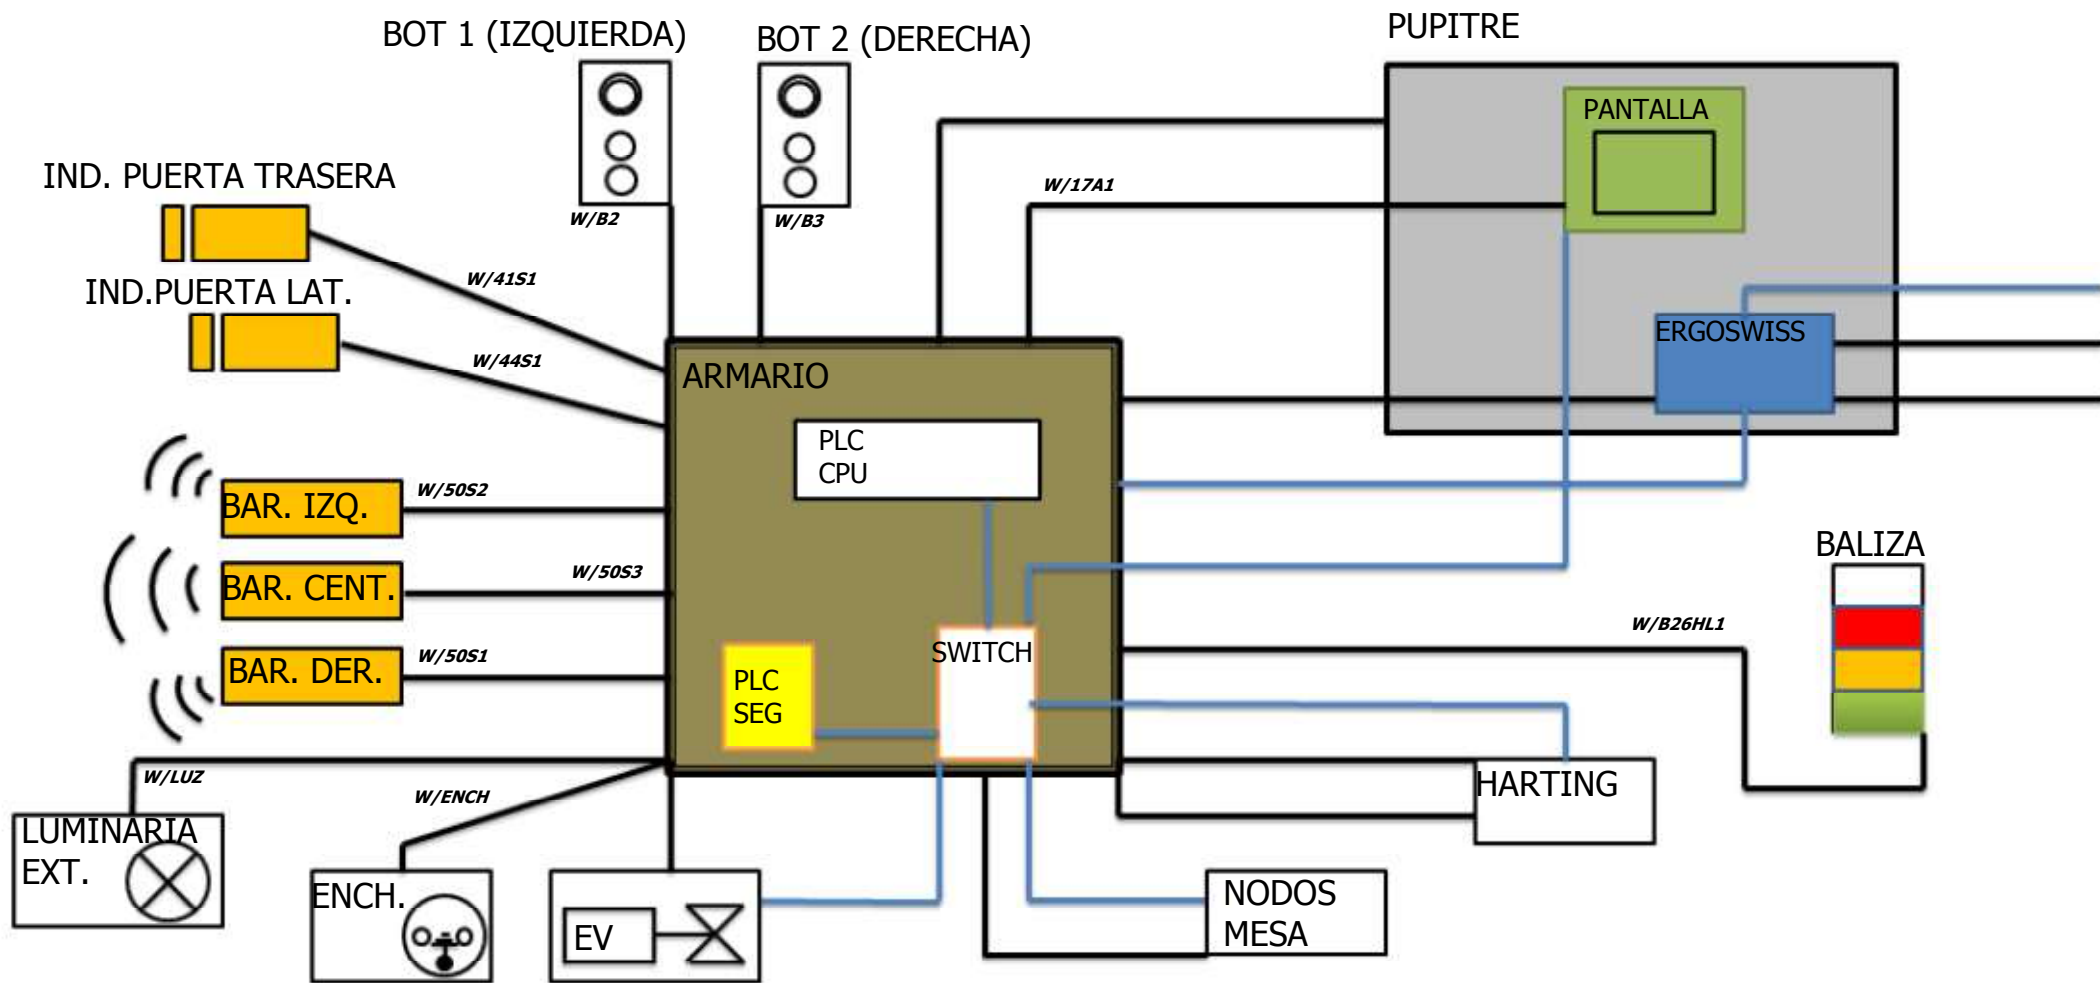 BOT 1 (IZQUIERDA)
BOT 2 (DERECHA)
PUPITRE
PANTALLA
IND. PUERTA TRASERA
W/17A1
W/B2
W/B3
W/41S1
IND.PUERTA LAT.
ERGOSWISS
W/44S1
ARMARIO
PLC
CPU
W/50S2
BAR. IZQ.
BALIZA
W/50S3
BAR. CENT.
W/B26HL1
W/50S1
BAR. DER.
SWITCH
PLC
SEG
W/LUZ
W/ENCH
HARTING
LUMINARIA
EXT.
ENCH.
EV
NODOS
MESA